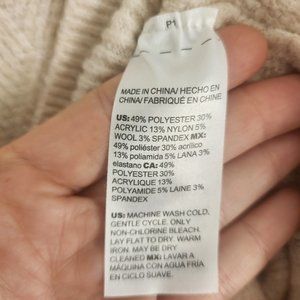 P1
MADE IN CHINA/ HECHO EN
CHINA/ FABRIQUÉ EN CHINE
US: 49% POLYESTER 30%
ACRYLIC 13% NYLON 5%
WOOL 3% SPANDEX MX:
49% poliéster 30% acrílico
13% poliamida 5% LANA 3%
elastano CA: 49%
POLYESTER 30%
ACRYLIQUE 13%
POLYAMIDE 5% LAINE 3%
SPANDEX
US: MACHINE WASH COLD,
GENTLE CYCLE. ONLY
NON-CHLORINE BLEACH.
LAY FLAT TO DRY. WARM
IRON. MAY BE DRY
CLEANED MX: LAVAR A
MÁQUINA CON AGUA FRÍA
EN CICLO SUAVE.